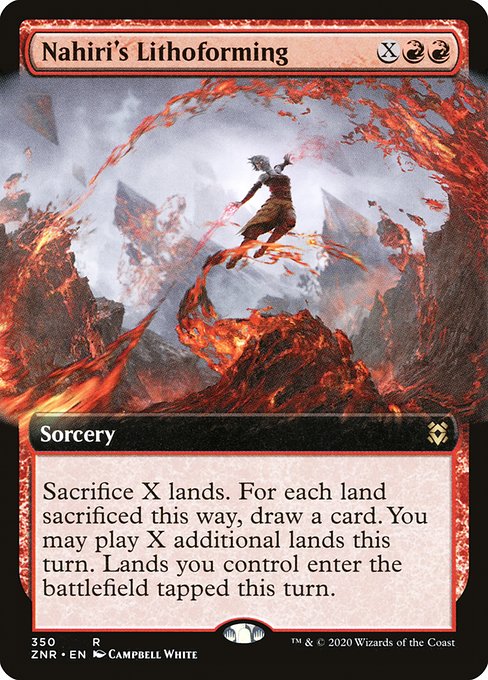 Nahiri's Lithoforming X
Sorcery
Sacrifice X lands. For each land
sacrificed this way, draw a card. You
may play X additional lands this
turn. Lands you control enter the
battlefield tapped this turn.
350 R ™ & © 2020 Wizards of the Coast
ZNR • EN Campbell White